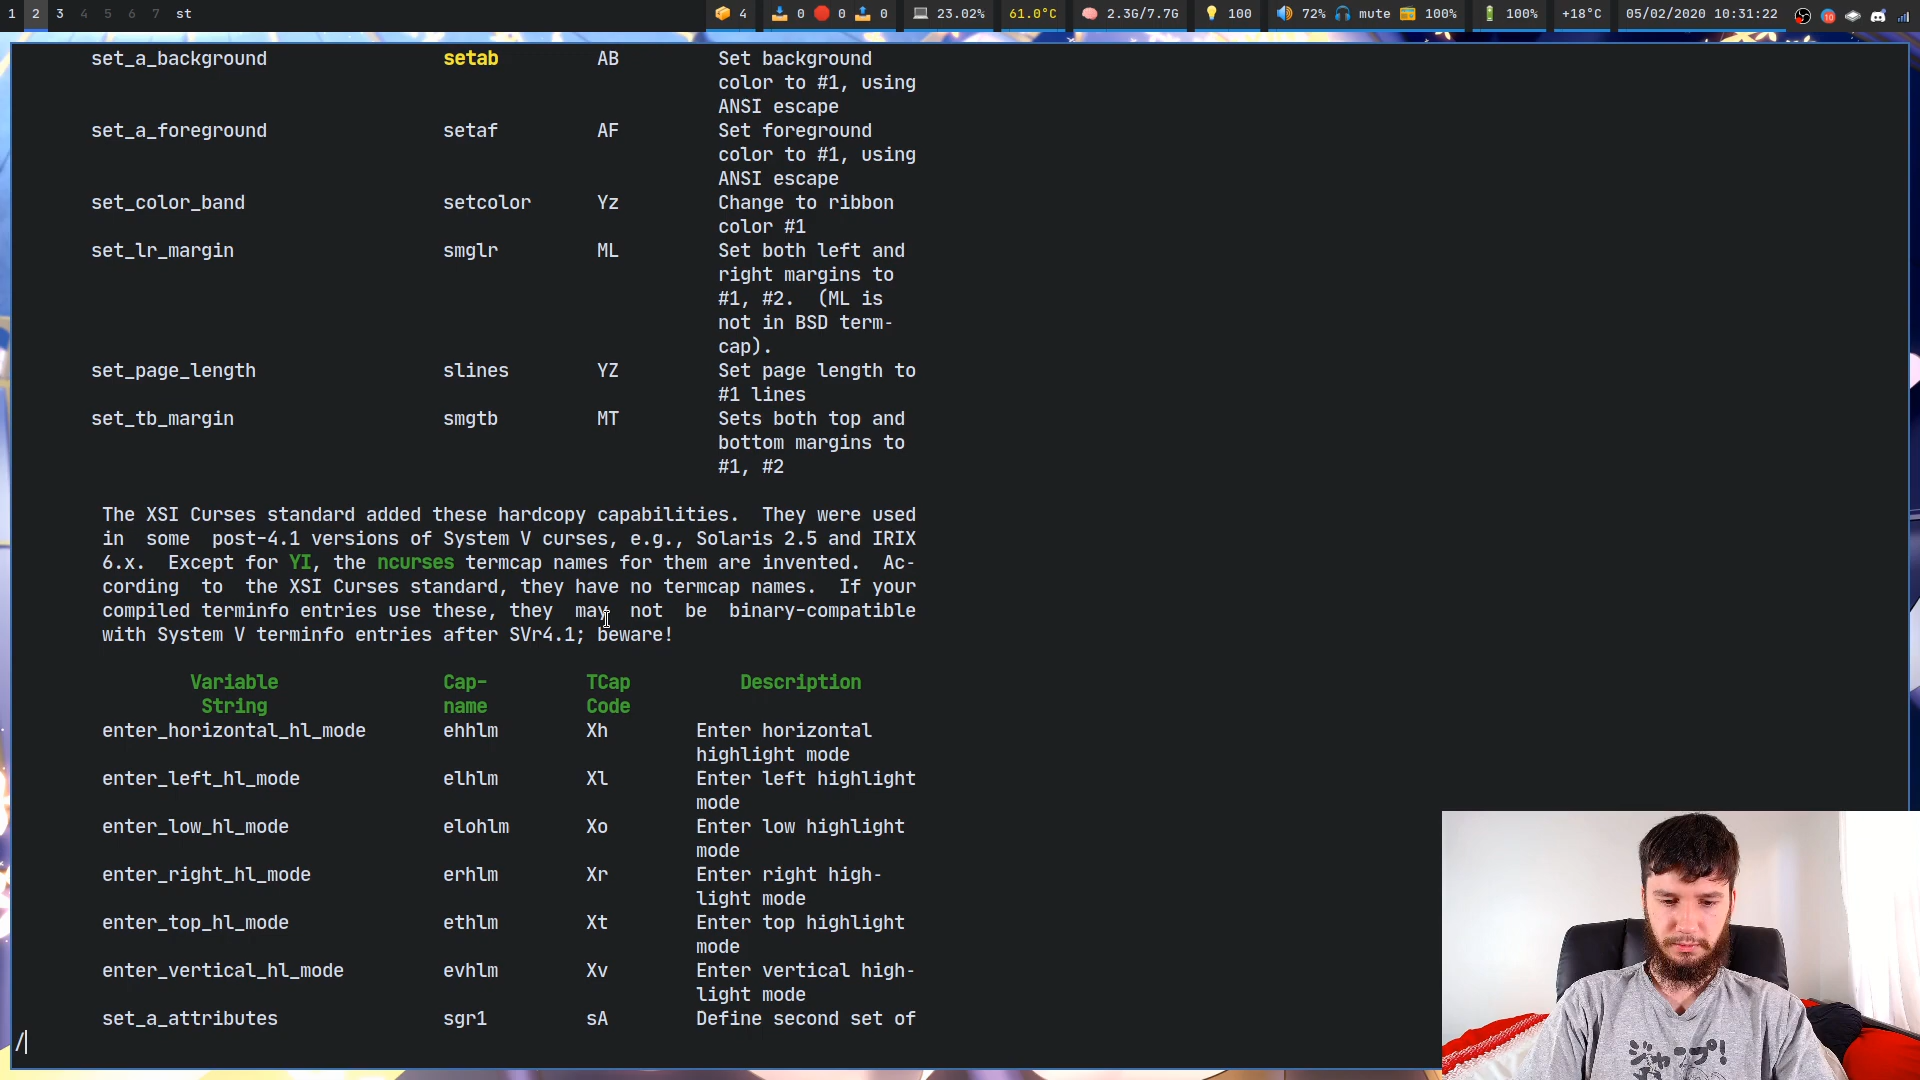 1 2 3 4 5 6 7 st 4 0 0 0 23.02% 61.0°C 2.3G/7.7G 100 72% mute 100% 100% +18°C 05/02/2020 10:31:22
set_a_background setab AB Set background
color to #1, using
ANSI escape
set_a_foreground setaf AF Set foreground
color to #1, using
ANSI escape
set_color_band setcolor Yz Change to ribbon
color #1
set_lr_margin smglr ML Set both left and
right margins to
#1, #2. (ML is
not in BSD term-
cap).
set_page_length slines YZ Set page length to
#1 lines
set_tb_margin smgtb MT Sets both top and
bottom margins to
#1, #2
The XSI Curses standard added these hardcopy capabilities. They were used
in some post-4.1 versions of System V curses, e.g., Solaris 2.5 and IRIX
6.x. Except for YI, the ncurses termcap names for them are invented. Ac-
cording to the XSI Curses standard, they have no termcap names. If your
compiled terminfo entries use these, they may not be binary-compatible
with System V terminfo entries after SVr4.1; beware!
Variable Cap- TCap Description
String name Code
enter_horizontal_hl_mode ehhlm Xh Enter horizontal
highlight mode
enter_left_hl_mode elhlm Xl Enter left highlight
mode
enter_low_hl_mode elohlm Xo Enter low highlight
mode
enter_right_hl_mode erhlm Xr Enter right high-
light mode
enter_top_hl_mode ethlm Xt Enter top highlight
mode
enter_vertical_hl_mode evhlm Xv Enter vertical high-
light mode
set_a_attributes sgr1 sA Define second set of
/
ジャンプ!